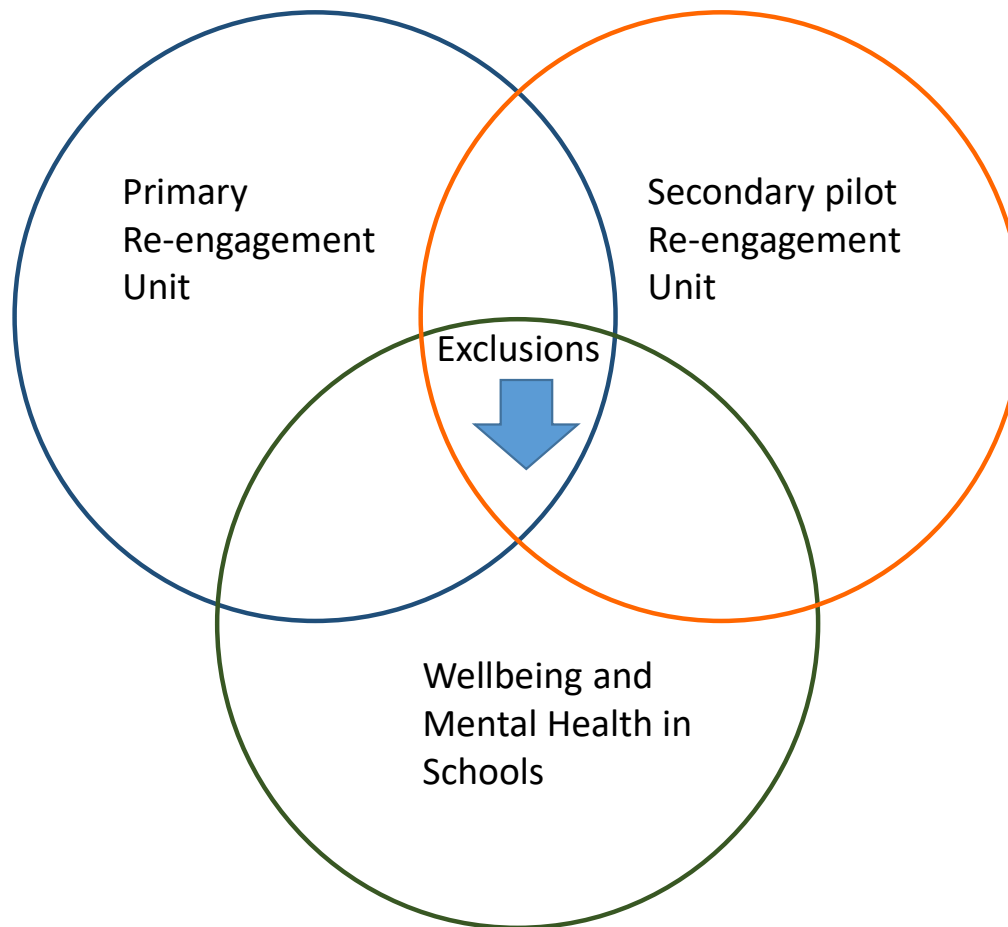 Primary
Re-engagement
Unit
Secondary pilot
Re-engagement
Unit
Exclusions
Wellbeing and
Mental Health in
Schools